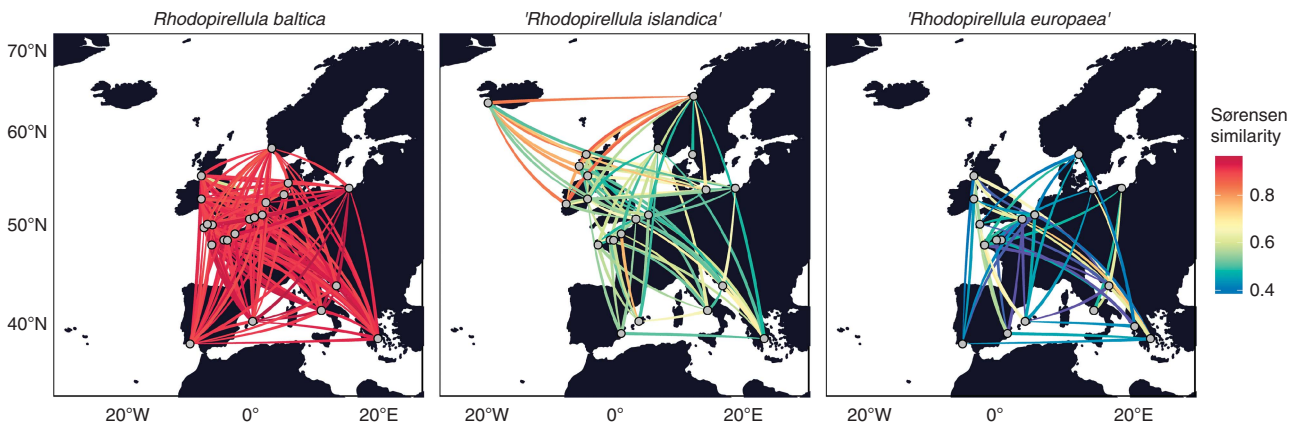 Rhodopirellula baltica
'Rhodopirellula islandica'
'Rhodopirellula europaea'
70°N
60°N
50°N
40°N
20°W
0°
20°E
20°W
0°
20°E
20°W
0°
20°E
Sørensen
similarity
0.8
0.6
0.4